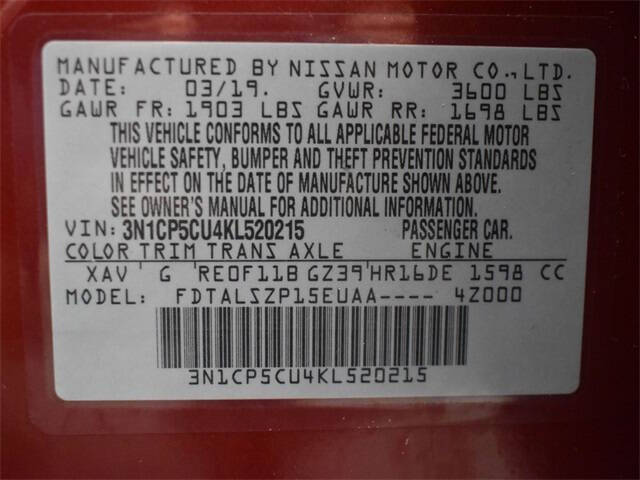 MANUFACTURED BY NISSAN MOTOR CO., LTD.
DATE: 03/19. GVWR: 3600 LBS
GAWR FR: 1903 LBS GAWR RR: 1698 LBS
THIS VEHICLE CONFORMS TO ALL APPLICABLE FEDERAL MOTOR
VEHICLE SAFETY, BUMPER AND THEFT PREVENTION STANDARDS
IN EFFECT ON THE DATE OF MANUFACTURE SHOWN ABOVE.
SEE OWNER'S MANUAL FOR ADDITIONAL INFORMATION.
VIN: 3N1CP5CU4KL520215 PASSENGER CAR.
COLOR TRIM TRANS AXLE ENGINE
XAV ' G ' RE0F11B GZ39 HR16DE 1598 CC
MODEL: FDTALSZP15EUAA---- 4Z000
3N1CP5CU4KL520215